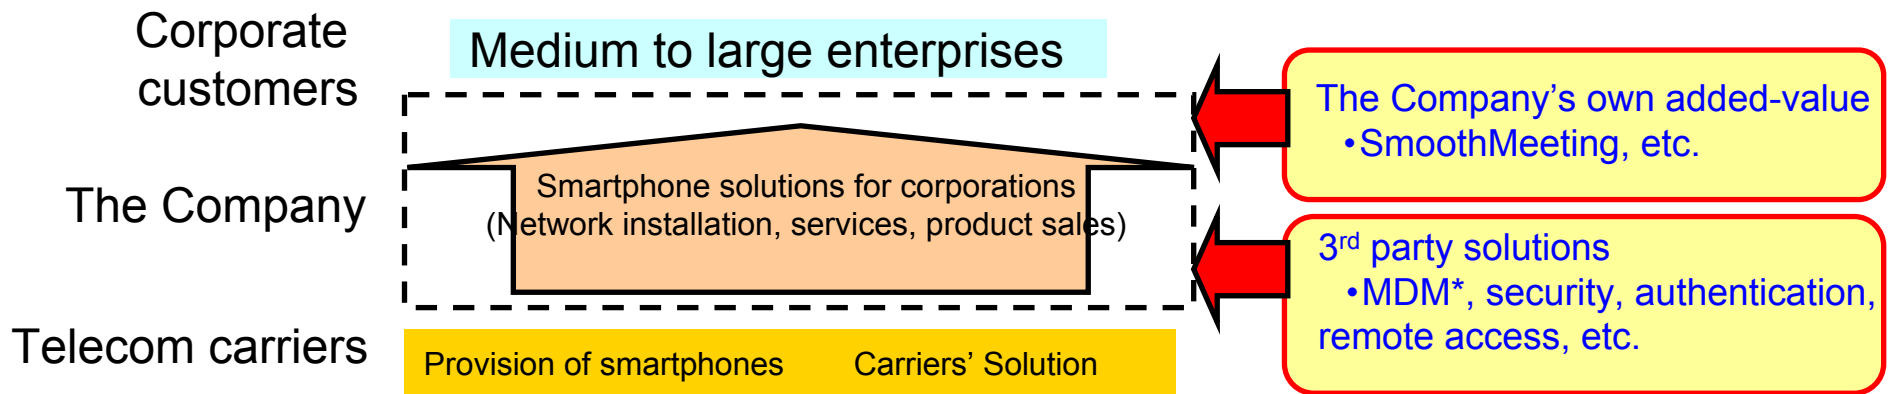 Corporate
customers
Medium to large enterprises
The Company
Smartphone solutions for corporations
(Network installation, services, product sales)
Telecom carriers
Provision of smartphones
Carriers’ Solution
The Company’s own added-value
•SmoothMeeting, etc.
3rd party solutions
•MDM*, security, authentication,
remote access, etc.